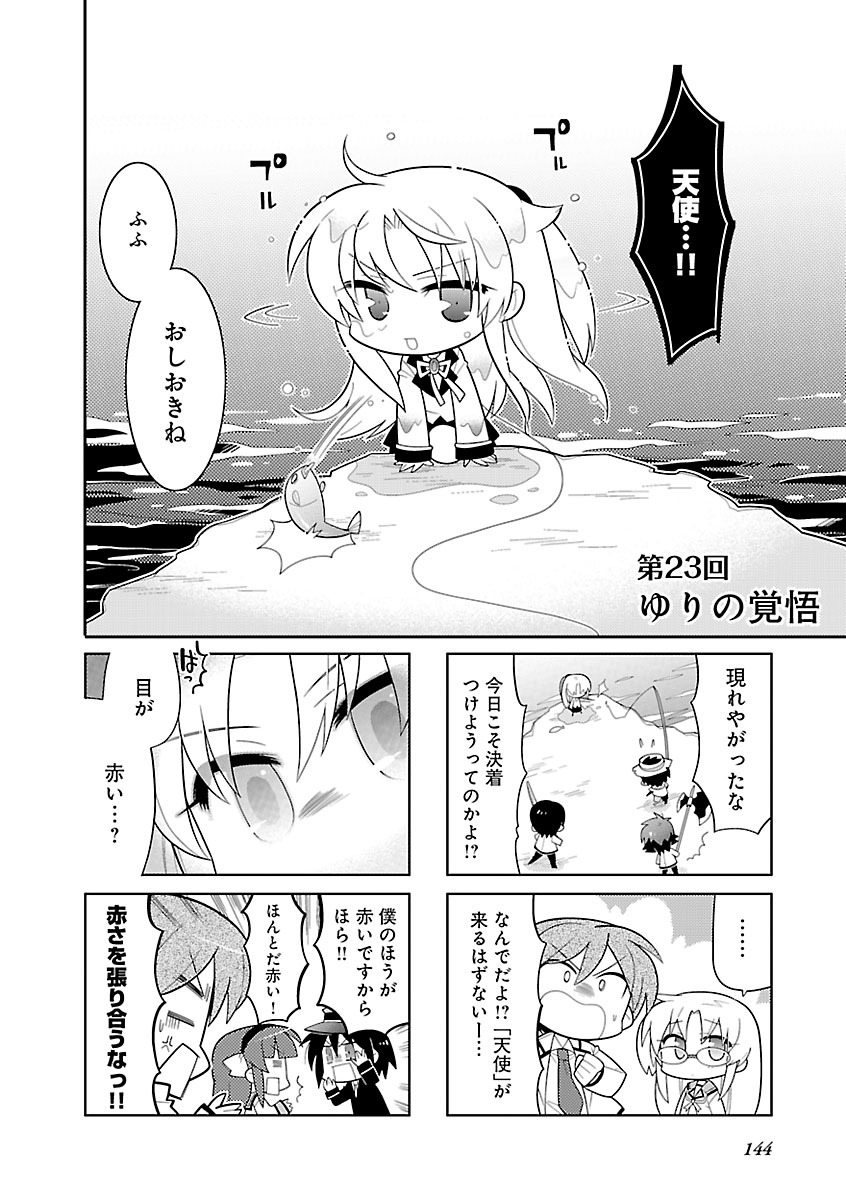 天使…!!
プルッ
プルッ
ふふ
おしおきね
第23回
ゆりの覚悟
現れやがったな
今日こそ決着
つけようってのかよ!?
……
なんでだよ!?「天使」が
来るはずない
ー…
はっ
目が
赤い…?
僕のほうが
赤いですから
ほら!!
ほんとだ赤い!
赤さを張り合うなっ!!
144